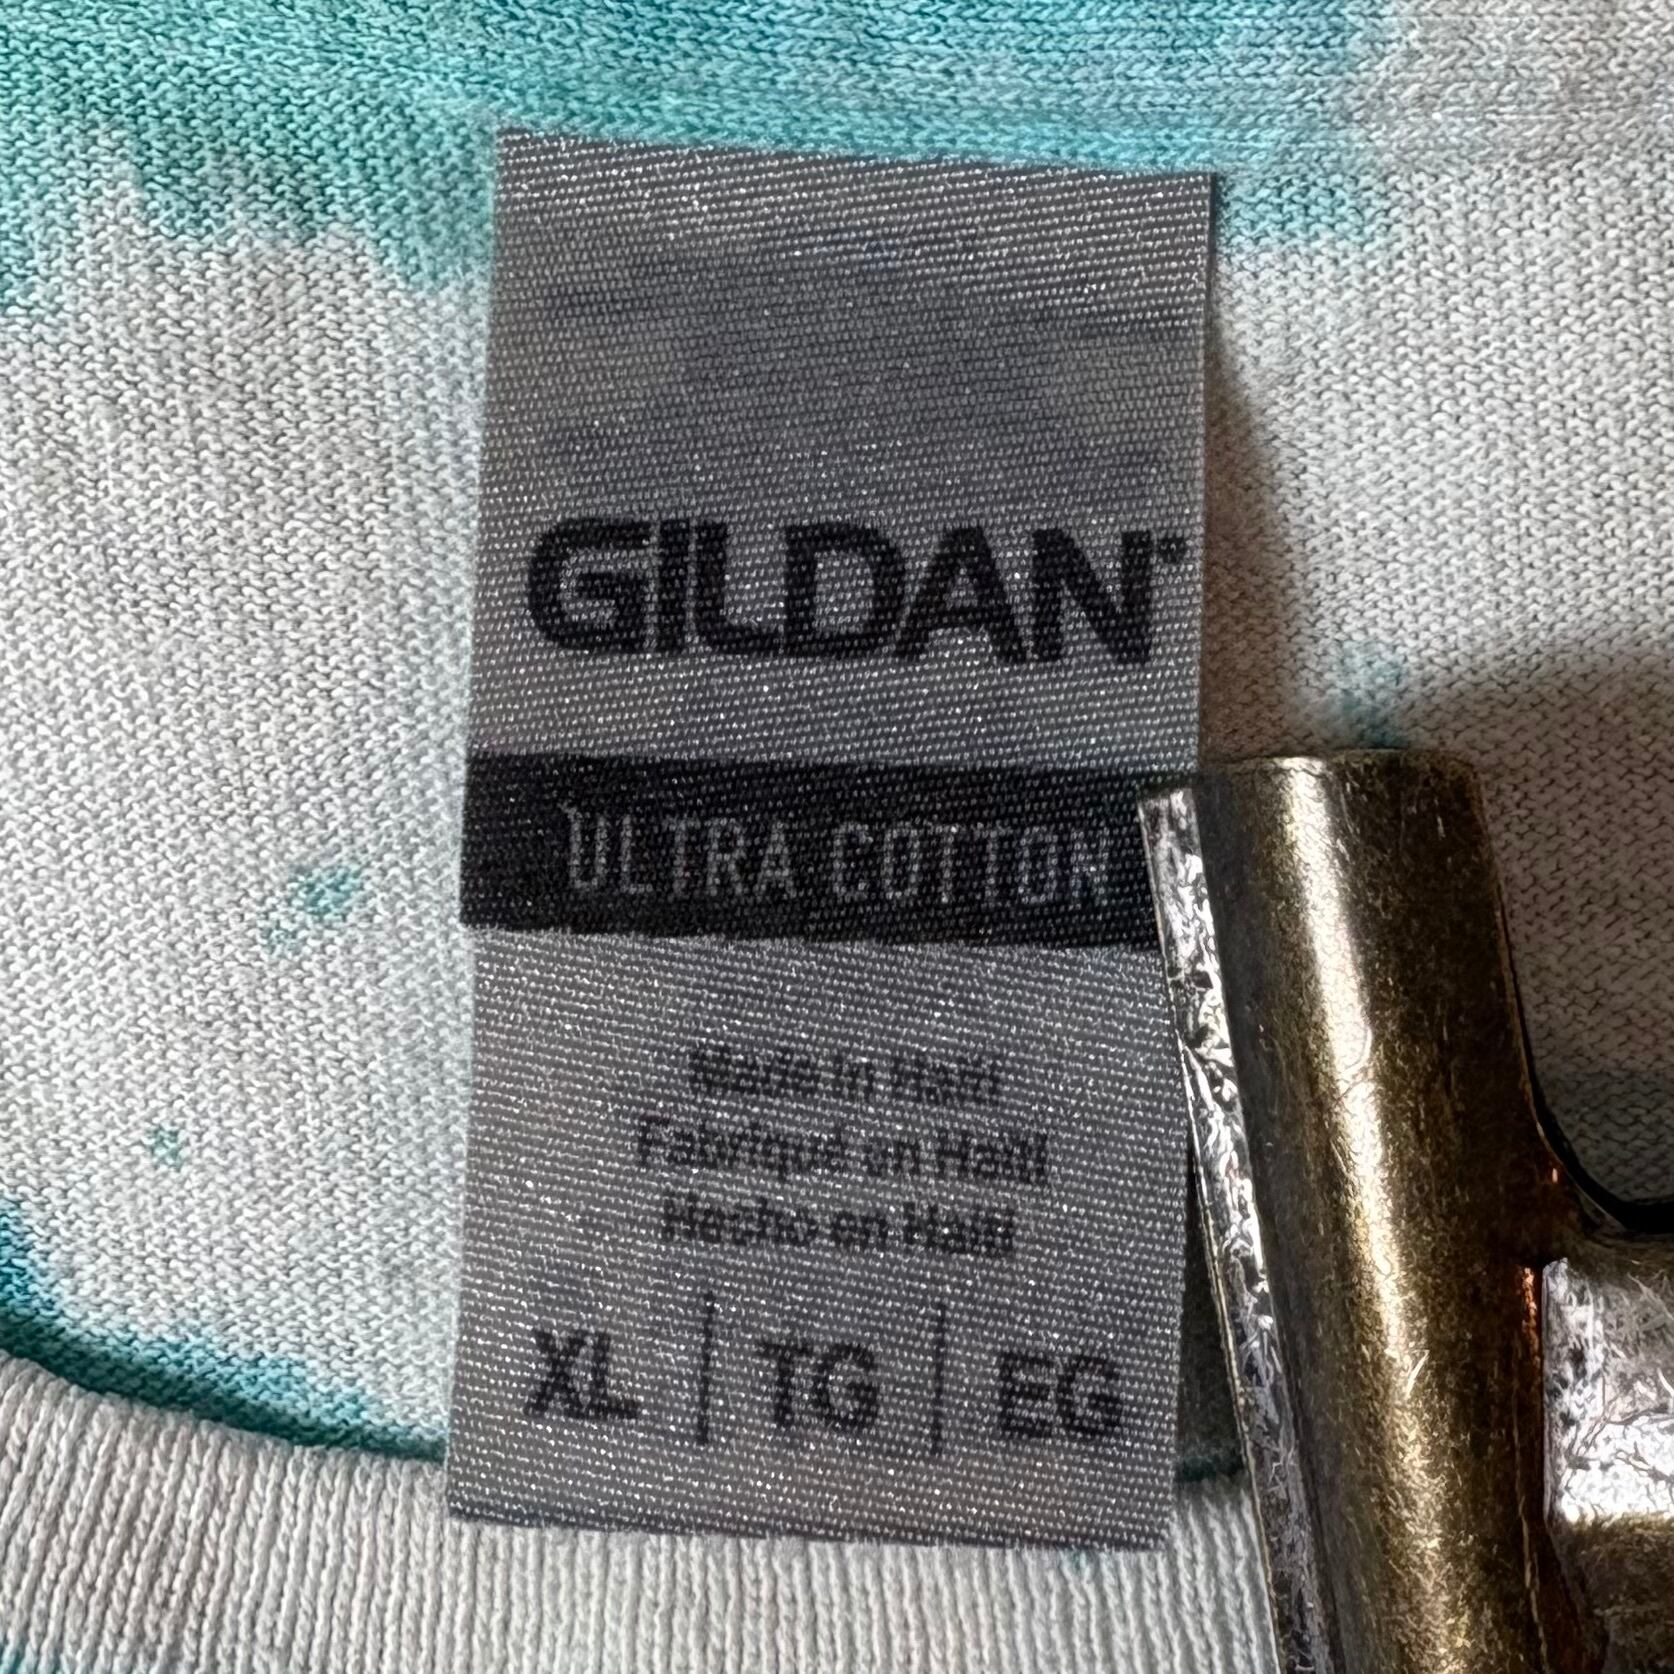 GILDAN®
ULTRA COTTON
Made in Haiti
Fabriqué en Haïti
Hecho en Haití
XL | TG | EG